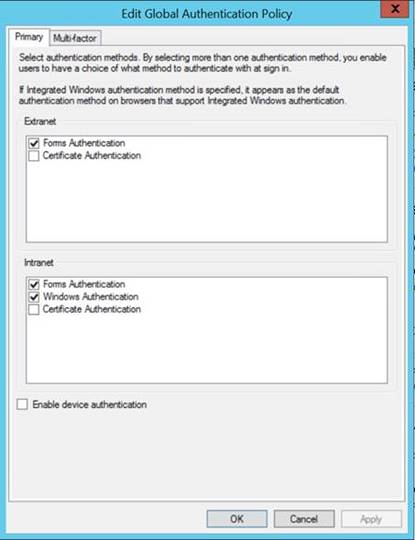 Edit Global Authentication Policy
x
Primary
Multi-factor
Select authentication methods. By selecting more than one authentication method, you enable
users to have a choice of what method to authenticate with at sign in.
If Integrated Windows authentication method is specified, it appears as the default
authentication method on browsers that support Integrated Windows authentication.
Extranet
Forms Authentication
Certificate Authentication
Intranet
Forms Authentication
Windows Authentication
Certificate Authentication
Enable device authentication
OK
Cancel
Apply